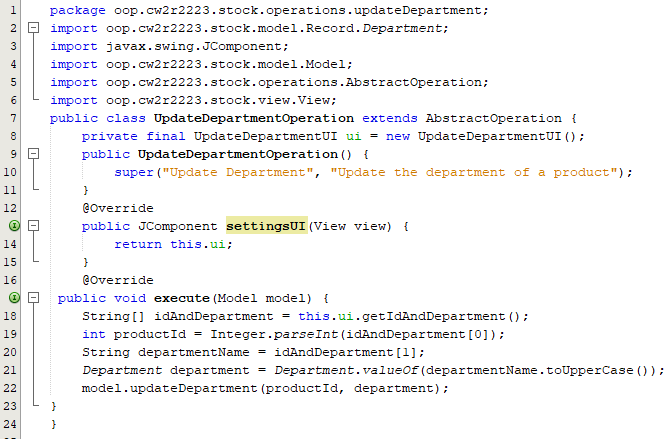 1 package oop.cw2r2223.stock.operations.updateDepartment;
2 import oop.cw2r2223.stock.model.Record.Department;
3 import javax.swing.JComponent;
4 import oop.cw2r2223.stock.model.Model;
5 import oop.cw2r2223.stock.operations.AbstractOperation;
6 import oop.cw2r2223.stock.view.View;
7 public class UpdateDepartmentOperation extends AbstractOperation {
8     private final UpdateDepartmentUI ui = new UpdateDepartmentUI();
9     public UpdateDepartmentOperation() {
10         super("Update Department", "Update the department of a product");
11     }
12     @Override
public JComponent settingsUI(View view) {
14         return this.ui;
15     }
16     @Override
public void execute(Model model) {
18     String[] idAndDepartment = this.ui.getIdAndDepartment();
19     int productId = Integer.parseInt(idAndDepartment[0]);
20     String departmentName = idAndDepartment[1];
21     Department department = Department.valueOf(departmentName.toUpperCase());
22     model.updateDepartment(productId, department);
23 }
24 }